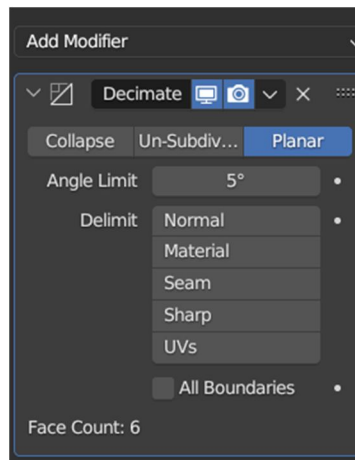 Add Modifier
Decimate
Collapse Un-Subdiv... Planar
Angle Limit 5°
Delimit Normal
Material
Seam
Sharp
UVs
All Boundaries
Face Count: 6